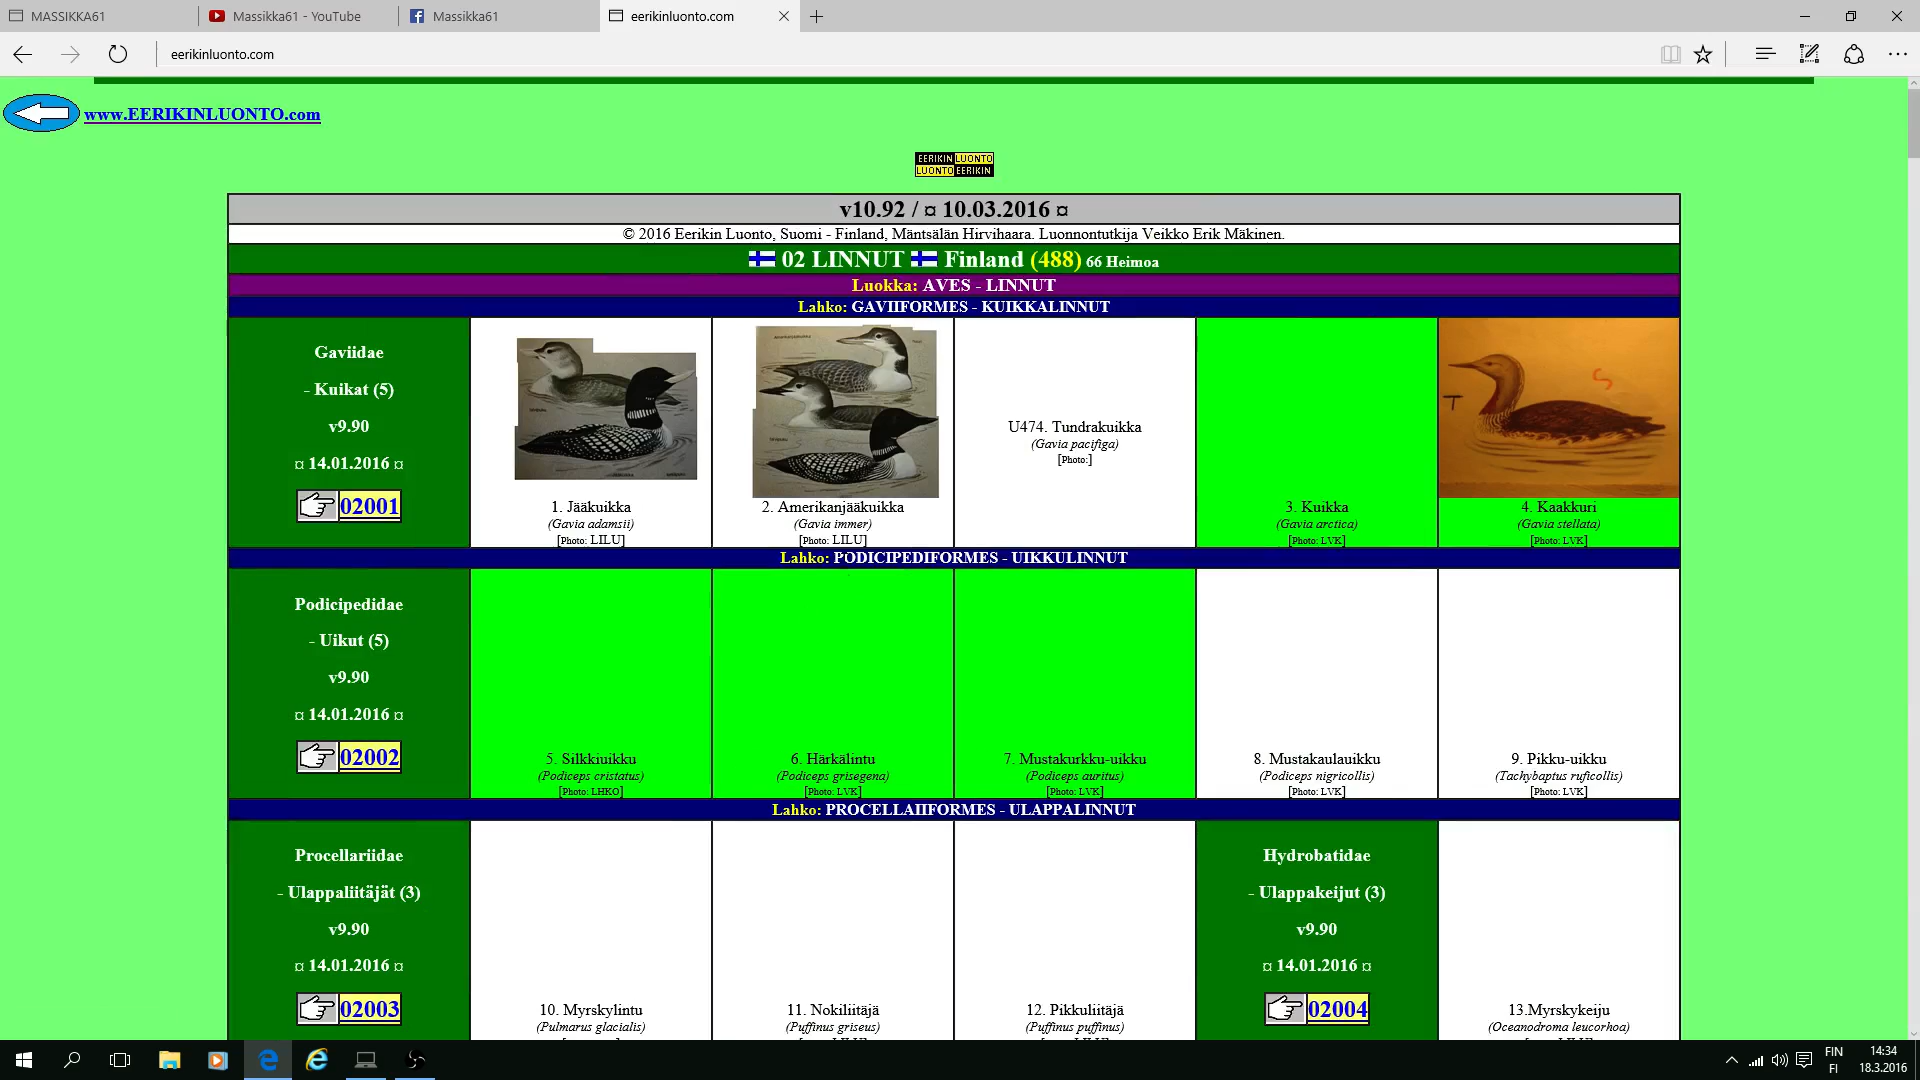 MASSIKKA61
Massikka61 - YouTube
Massikka61
eerikinluonto.com
eerikinluonto.com
www.EERIKINLUONTO.com
EERIKIN LUONTO
LUONTO EERIKIN
v10.92 / ¤ 10.03.2016 ¤
© 2016 Eerikin Luonto, Suomi - Finland, Mäntsälän Hirvihaara. Luonnontutkija Veikko Erik Mäkinen.
02 LINNUT Finland (488) 66 Heimoa
Luokka: AVES - LINNUT
Lahko: GAVIIFORMES - KUIKKALINNUT
Gaviidae
- Kuikat (5)
v9.90
¤ 14.01.2016 ¤
02001
1. Jääkuikka
(Gavia adamsii)
[Photo: LILU]
2. Amerikanjääkuikka
(Gavia immer)
[Photo: LILU]
U474. Tundrakuikka
(Gavia pacifiga)
[Photo:]
3. Kuikka
(Gavia arctica)
[Photo: LVK]
4. Kaakkuri
(Gavia stellata)
[Photo: LVK]
Lahko: PODICIPEDIFORMES - UIKKULINNUT
Podicipedidae
- Uikut (5)
v9.90
¤ 14.01.2016 ¤
02002
5. Silkkiuikku
(Podiceps cristatus)
[Photo: LHKO]
6. Härkälintu
(Podiceps grisegena)
[Photo: LVK]
7. Mustakurkku-uikku
(Podiceps auritus)
[Photo: LVK]
8. Mustakaulauikku
(Podiceps nigricollis)
[Photo: LVK]
9. Pikku-uikku
(Tachybaptus ruficollis)
[Photo: LVK]
Lahko: PROCELLAIIFORMES - ULAPPALINNUT
Procellariidae
- Ulappaliitäjät (3)
v9.90
¤ 14.01.2016 ¤
02003
10. Myrskylintu
(Pulmarus glacialis)
11. Nokiliitäjä
(Puffinus griseus)
12. Pikkuliitäjä
(Puffinus puffinus)
Hydrobatidae
- Ulappakeijut (3)
v9.90
¤ 14.01.2016 ¤
02004
13.Myrskykeiju
(Oceanodroma leucorhoa)
FIN
FI
14:34
18.3.2016